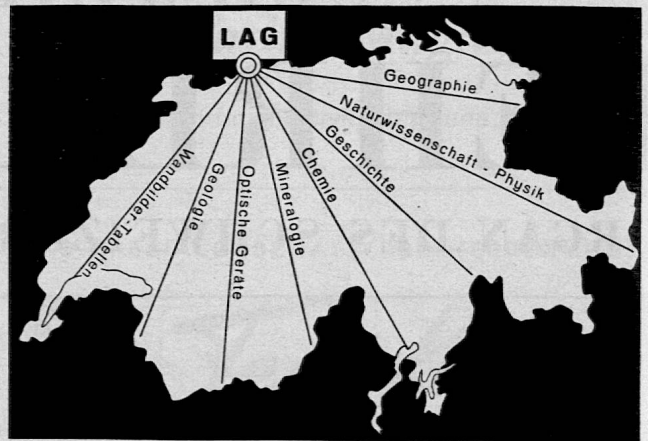 LAG
Geographie
Naturwissenschaft - Physik
Geschichte
Chemie
Mineralogie
Optische Geräte
Geologie
Wandbilder-Tabellen